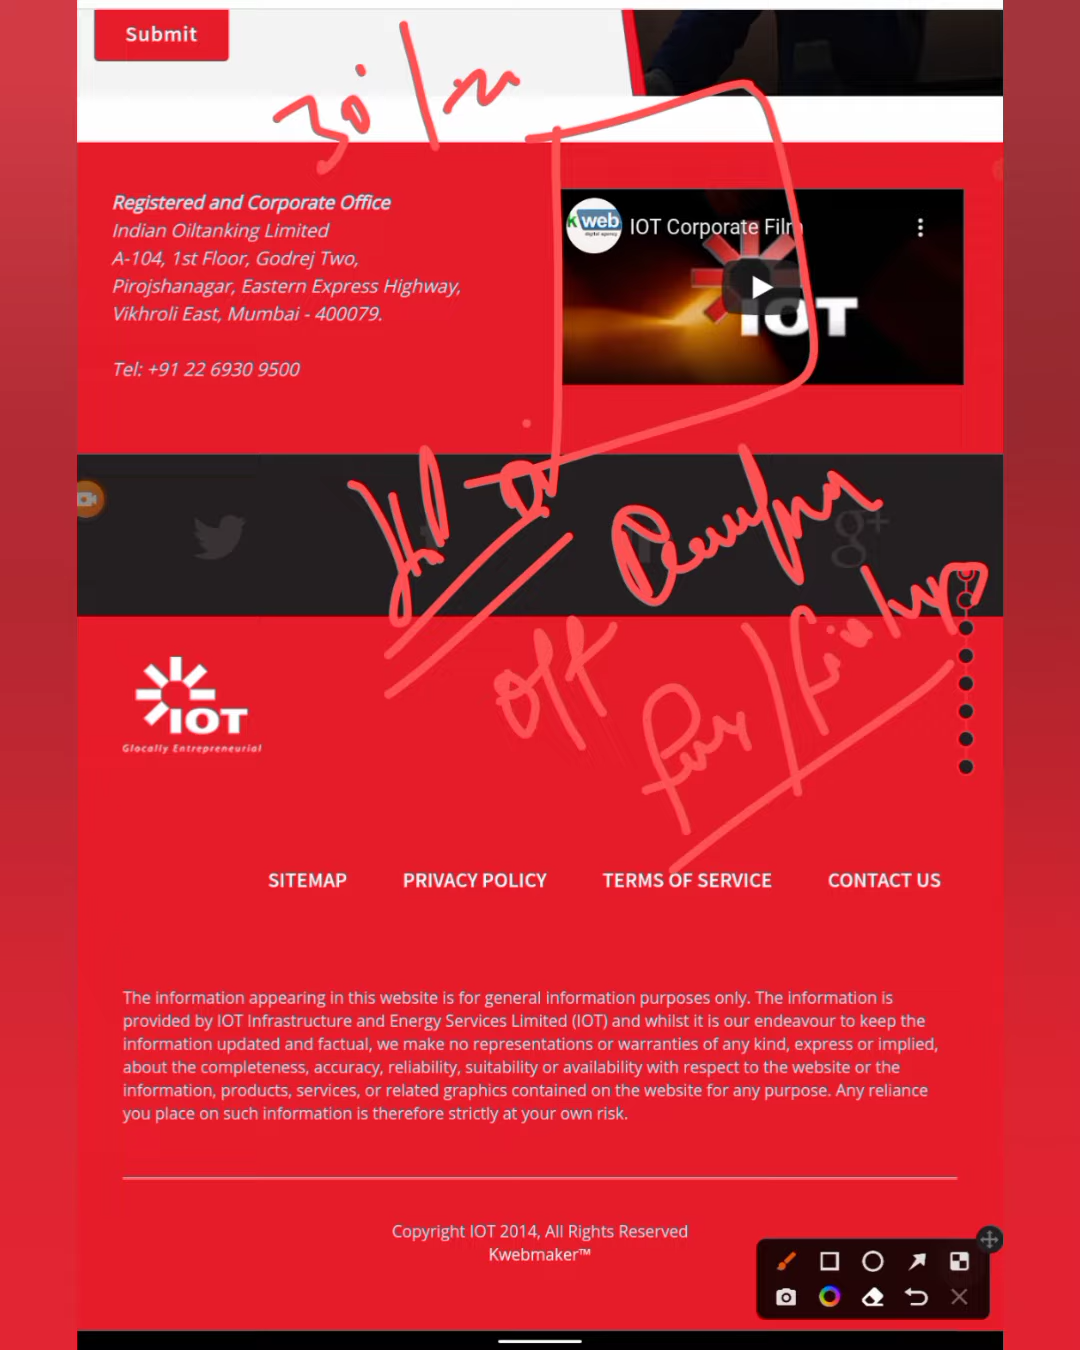 Submit
30/
Registered and Corporate Office
Indian Oiltanking Limited
A-104, 1st Floor, Godrej Two,
Pirojshanagar, Eastern Express Highway,
Vikhroli East, Mumbai - 400079.
Tel: +91 22 6930 9500
kweb
digital agency
IOT Corporate Film
IOT
g+
off
IOT
Glocally Entrepreneurial
SITEMAP PRIVACY POLICY TERMS OF SERVICE CONTACT US
The information appearing in this website is for general information purposes only. The information is
provided by IOT Infrastructure and Energy Services Limited (IOT) and whilst it is our endeavour to keep the
information updated and factual, we make no representations or warranties of any kind, express or implied,
about the completeness, accuracy, reliability, suitability or availability with respect to the website or the
information, products, services, or related graphics contained on the website for any purpose. Any reliance
you place on such information is therefore strictly at your own risk.
Copyright IOT 2014, All Rights Reserved
Kwebmaker™